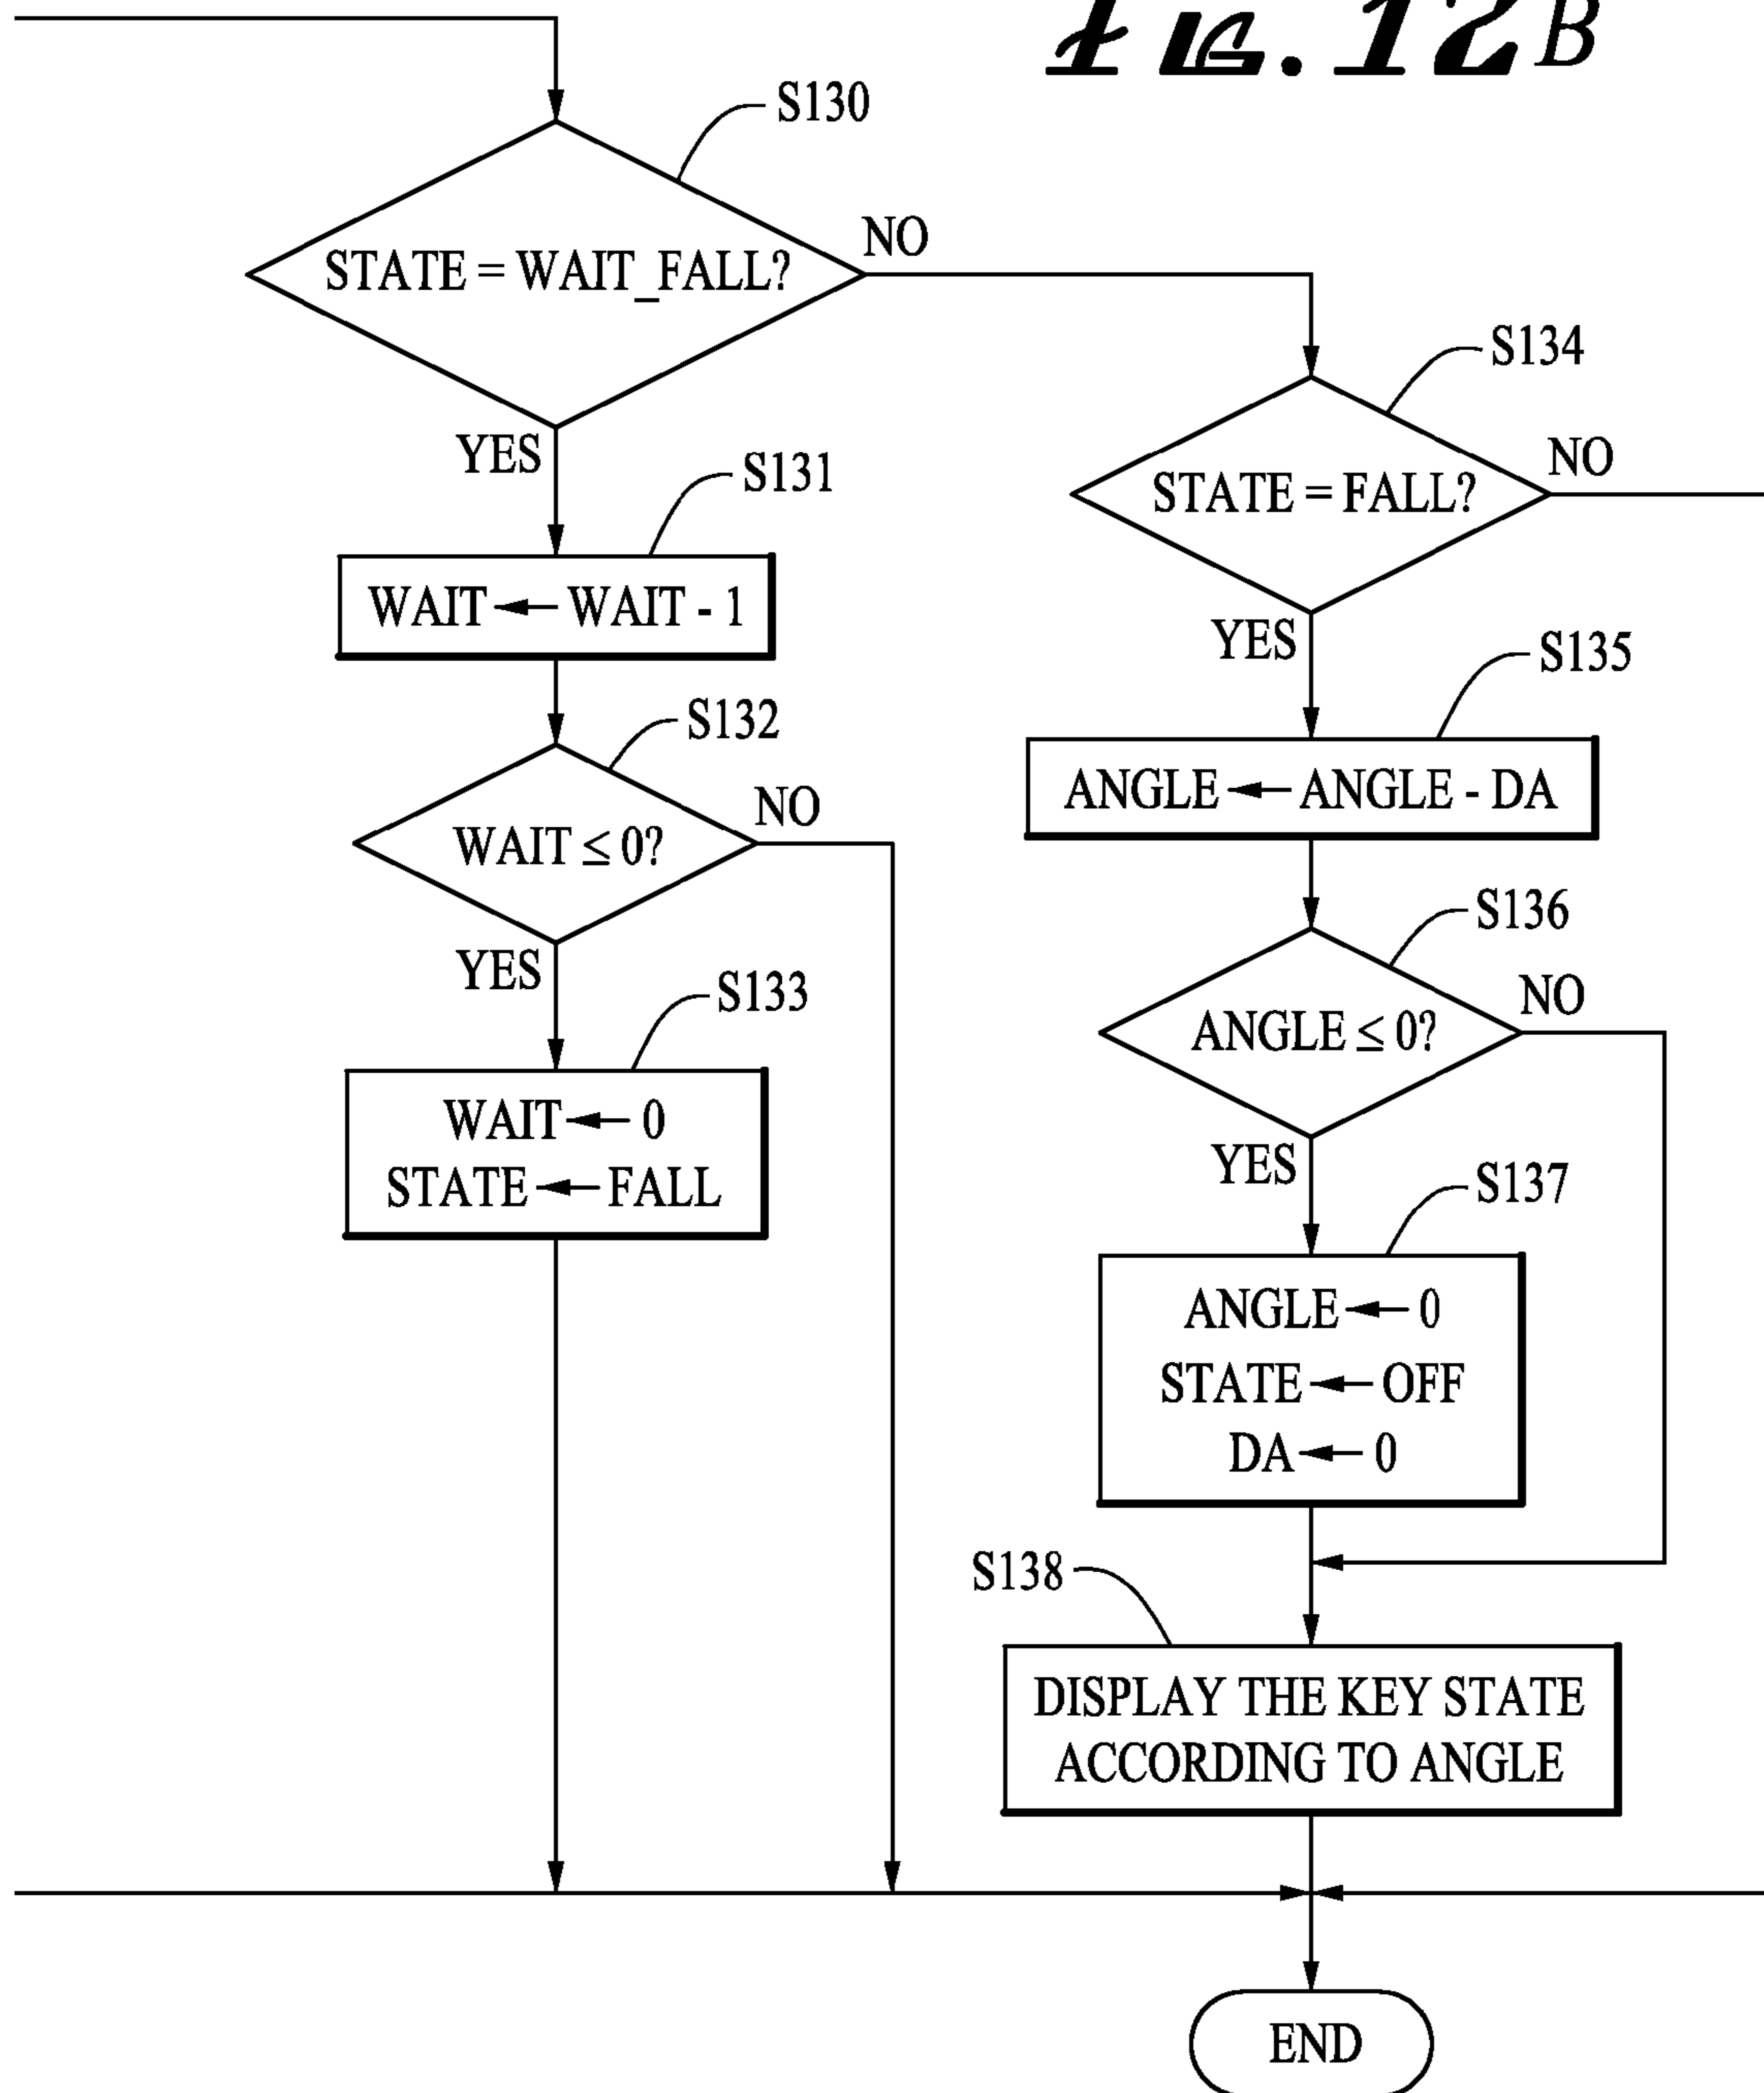 FIG. 12B
S130
STATE = WAIT_FALL?
NO
YES
S131
WAIT ← WAIT - 1
S132
WAIT ≤ 0?
NO
YES
S133
WAIT ← 0
STATE ← FALL
S134
STATE = FALL?
NO
YES
S135
ANGLE ← ANGLE - DA
S136
ANGLE ≤ 0?
NO
YES
S137
ANGLE ← 0
STATE ← OFF
DA ← 0
S138
DISPLAY THE KEY STATE
ACCORDING TO ANGLE
END